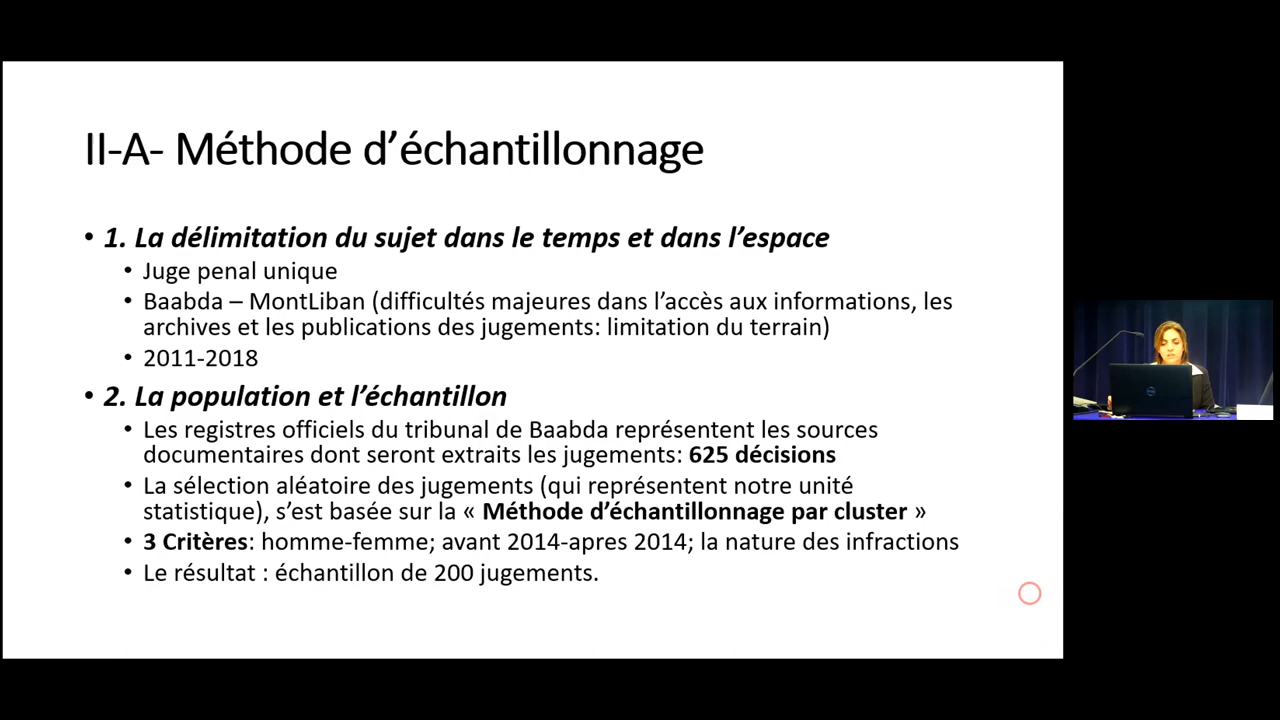 II-A- Méthode d'échantillonnage
• 1. La délimitation du sujet dans le temps et dans l'espace
• Juge penal unique
• Baabda – MontLiban (difficultés majeures dans l'accès aux informations, les
archives et les publications des jugements: limitation du terrain)
• 2011-2018
• 2. La population et l'échantillon
• Les registres officiels du tribunal de Baabda représentent les sources
documentaires dont seront extraits les jugements: 625 décisions
• La sélection aléatoire des jugements (qui représentent notre unité
statistique), s'est basée sur la « Méthode d'échantillonnage par cluster »
• 3 Critères: homme-femme; avant 2014-apres 2014; la nature des infractions
• Le résultat : échantillon de 200 jugements.